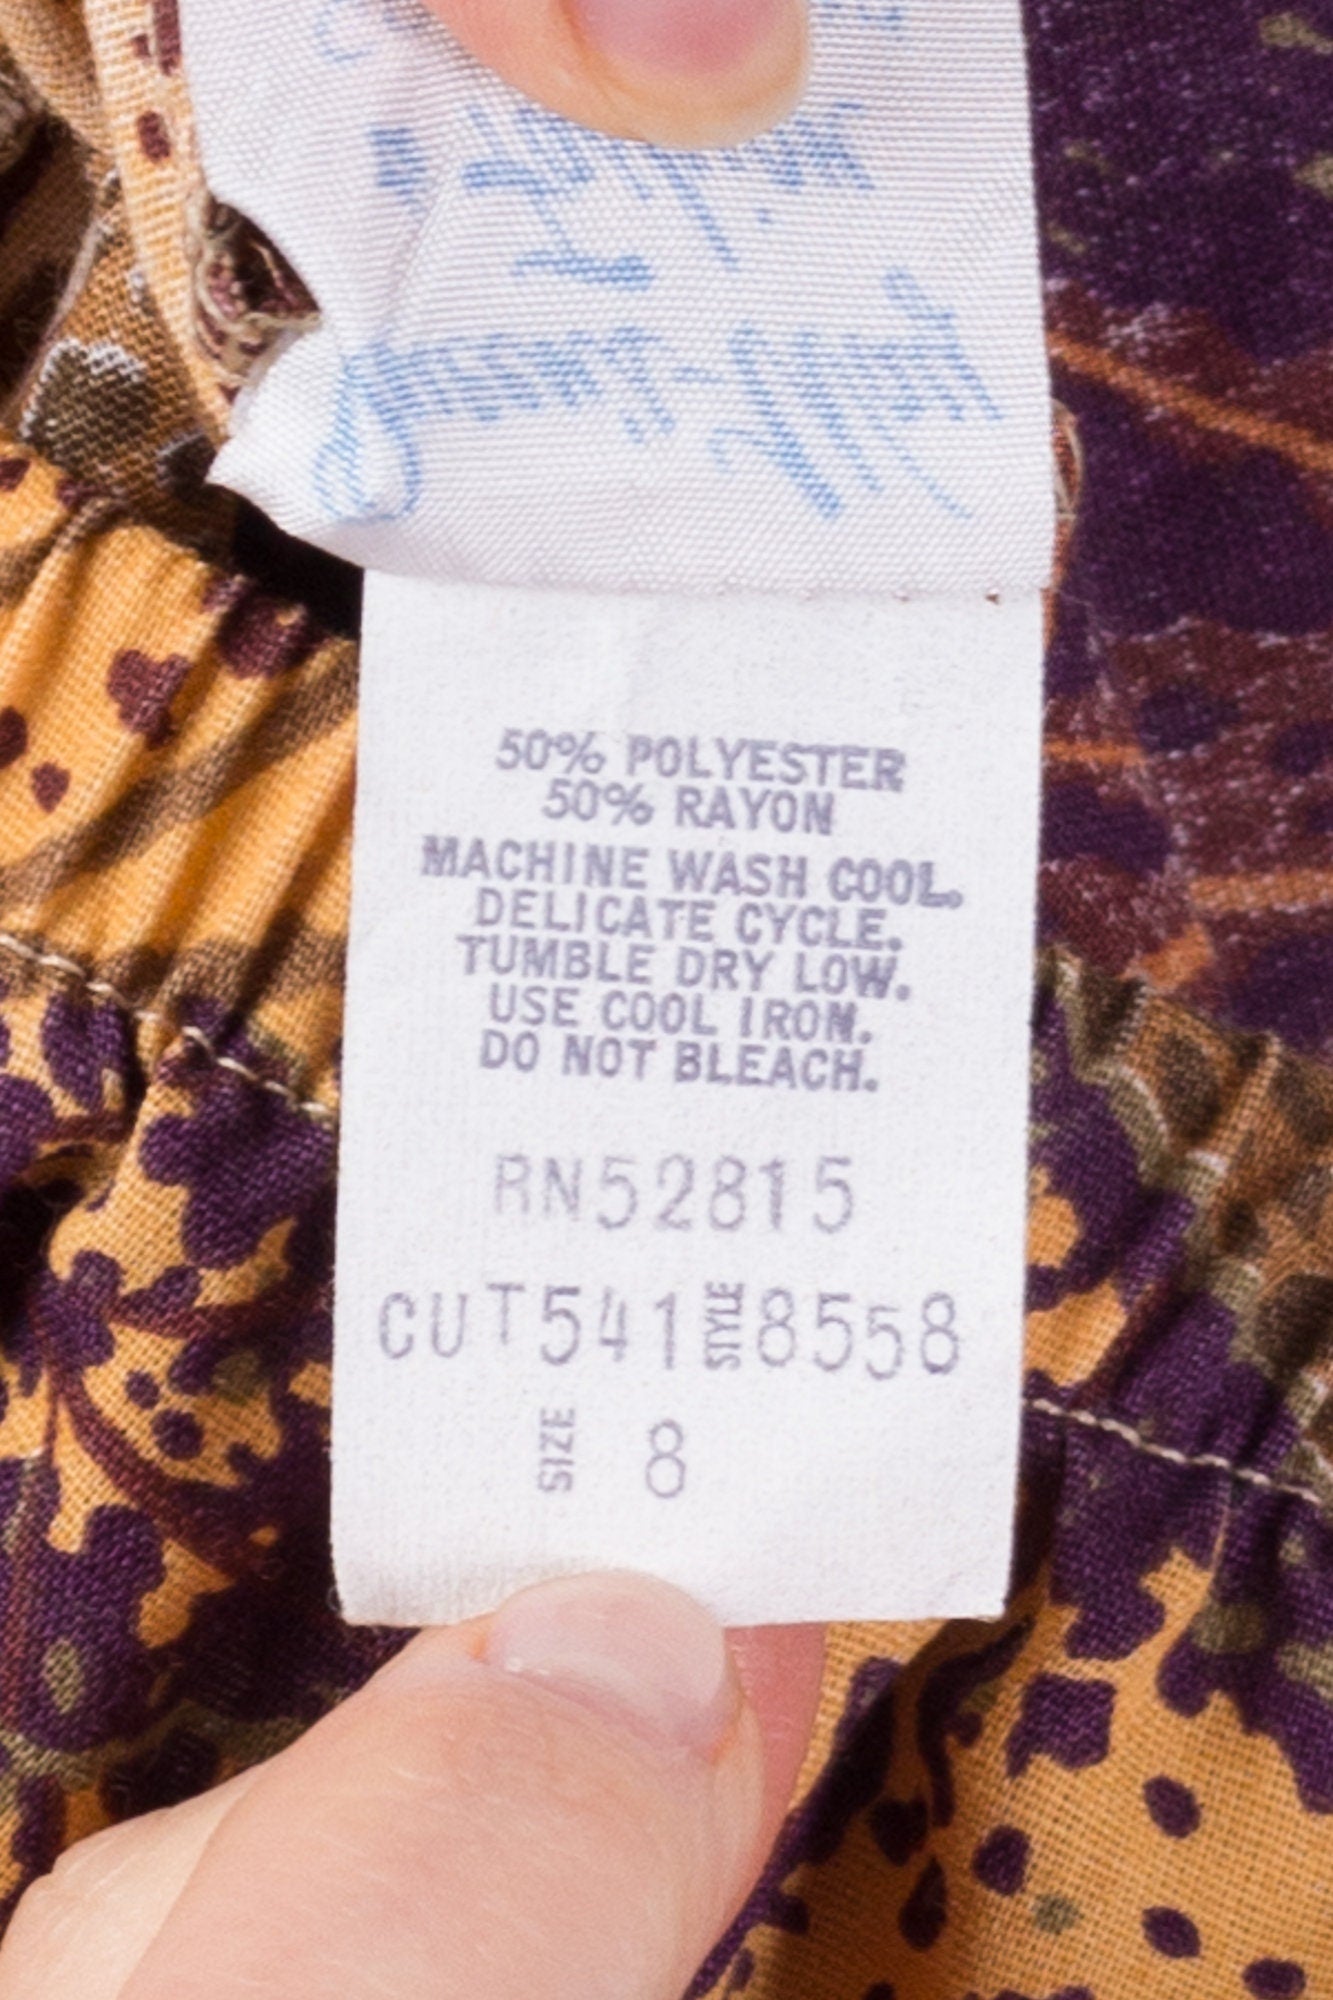 50% POLYESTER
50% RAYON
MACHINE WASH COOL.
DELICATE CYCLE.
TUMBLE DRY LOW.
USE COOL IRON.
DO NOT BLEACH.
RN52815
CUT541 STYLE 8558
SIZE 8